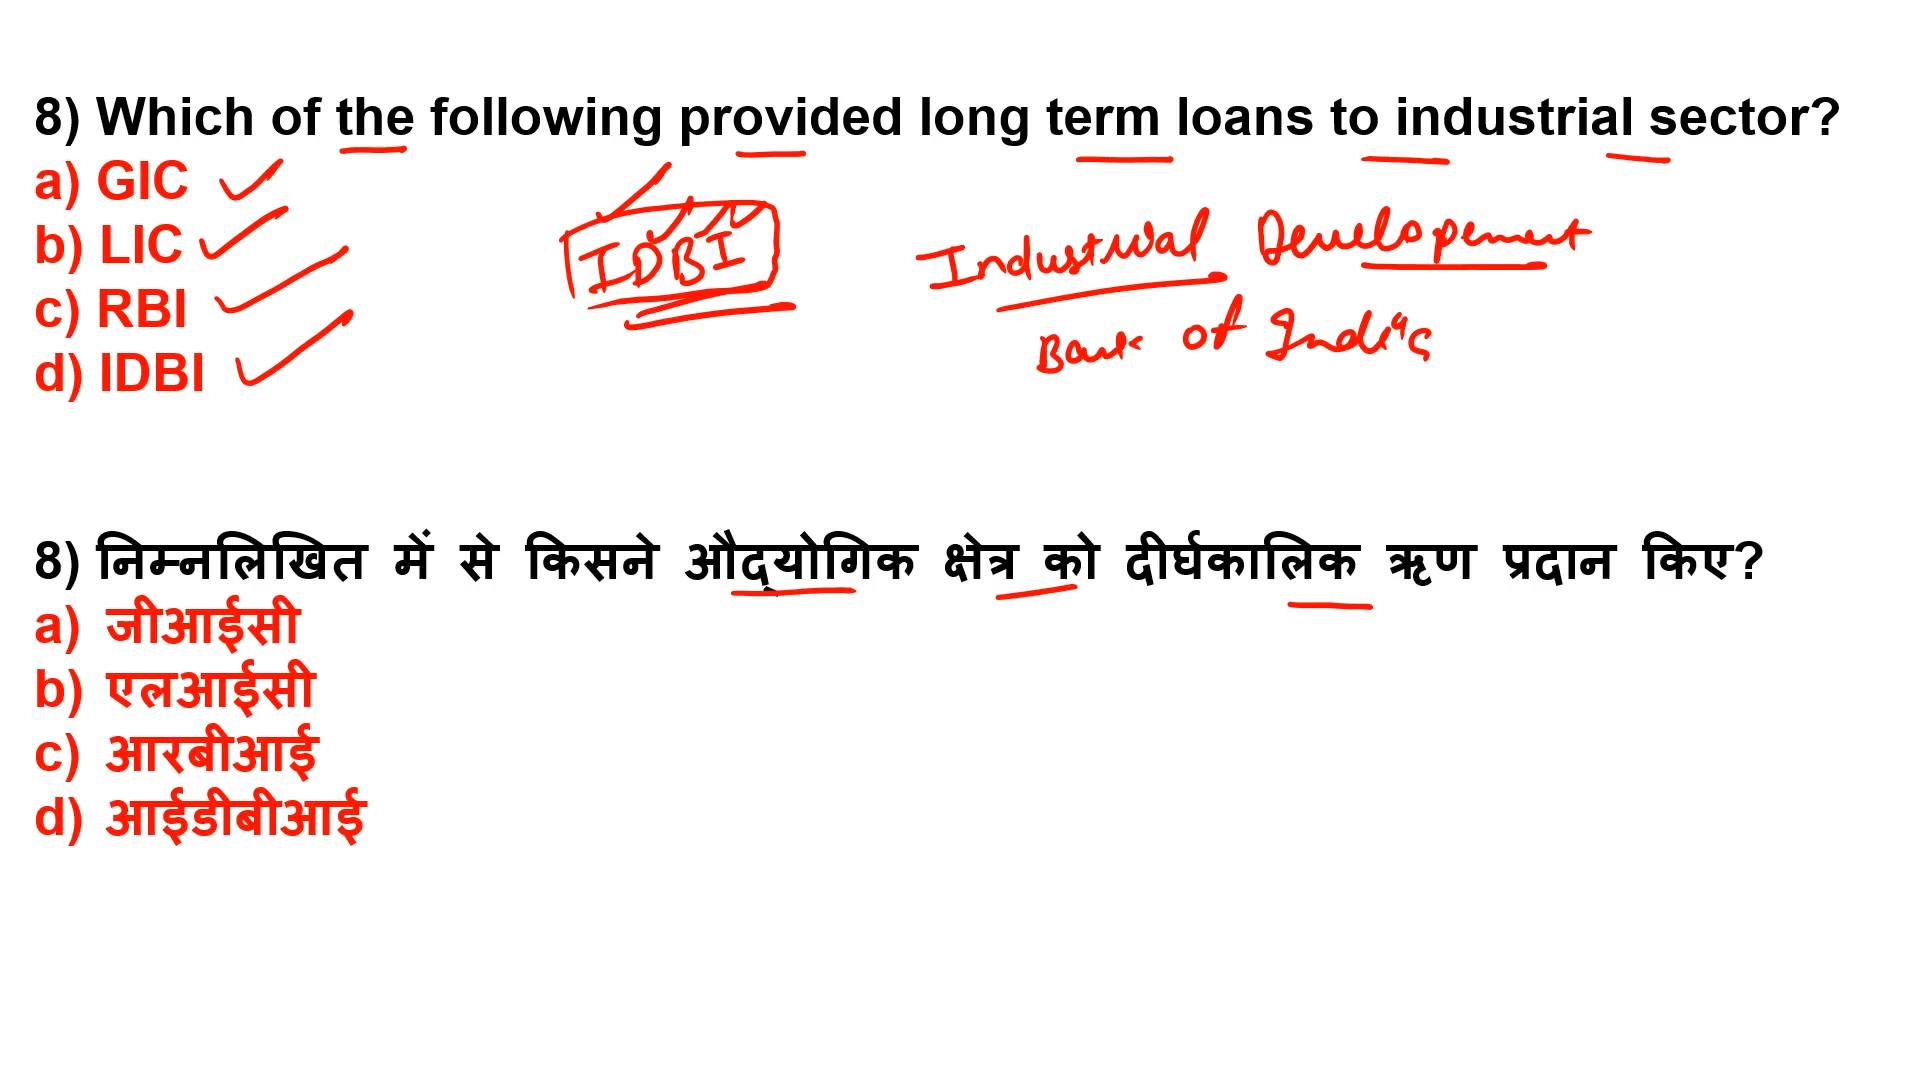 8) Which of the following provided long term loans to industrial sector?
a) GIC
b) LIC
c) RBI
d) IDBI
IDBI
Industrial Developement
Bank of India
8) निम्नलिखित में से किसने औद्योगिक क्षेत्र को दीर्घकालिक ऋण प्रदान किए?
a) जीआईसी
b) एलआईसी
c) आरबीआई
d) आईडीबीआई